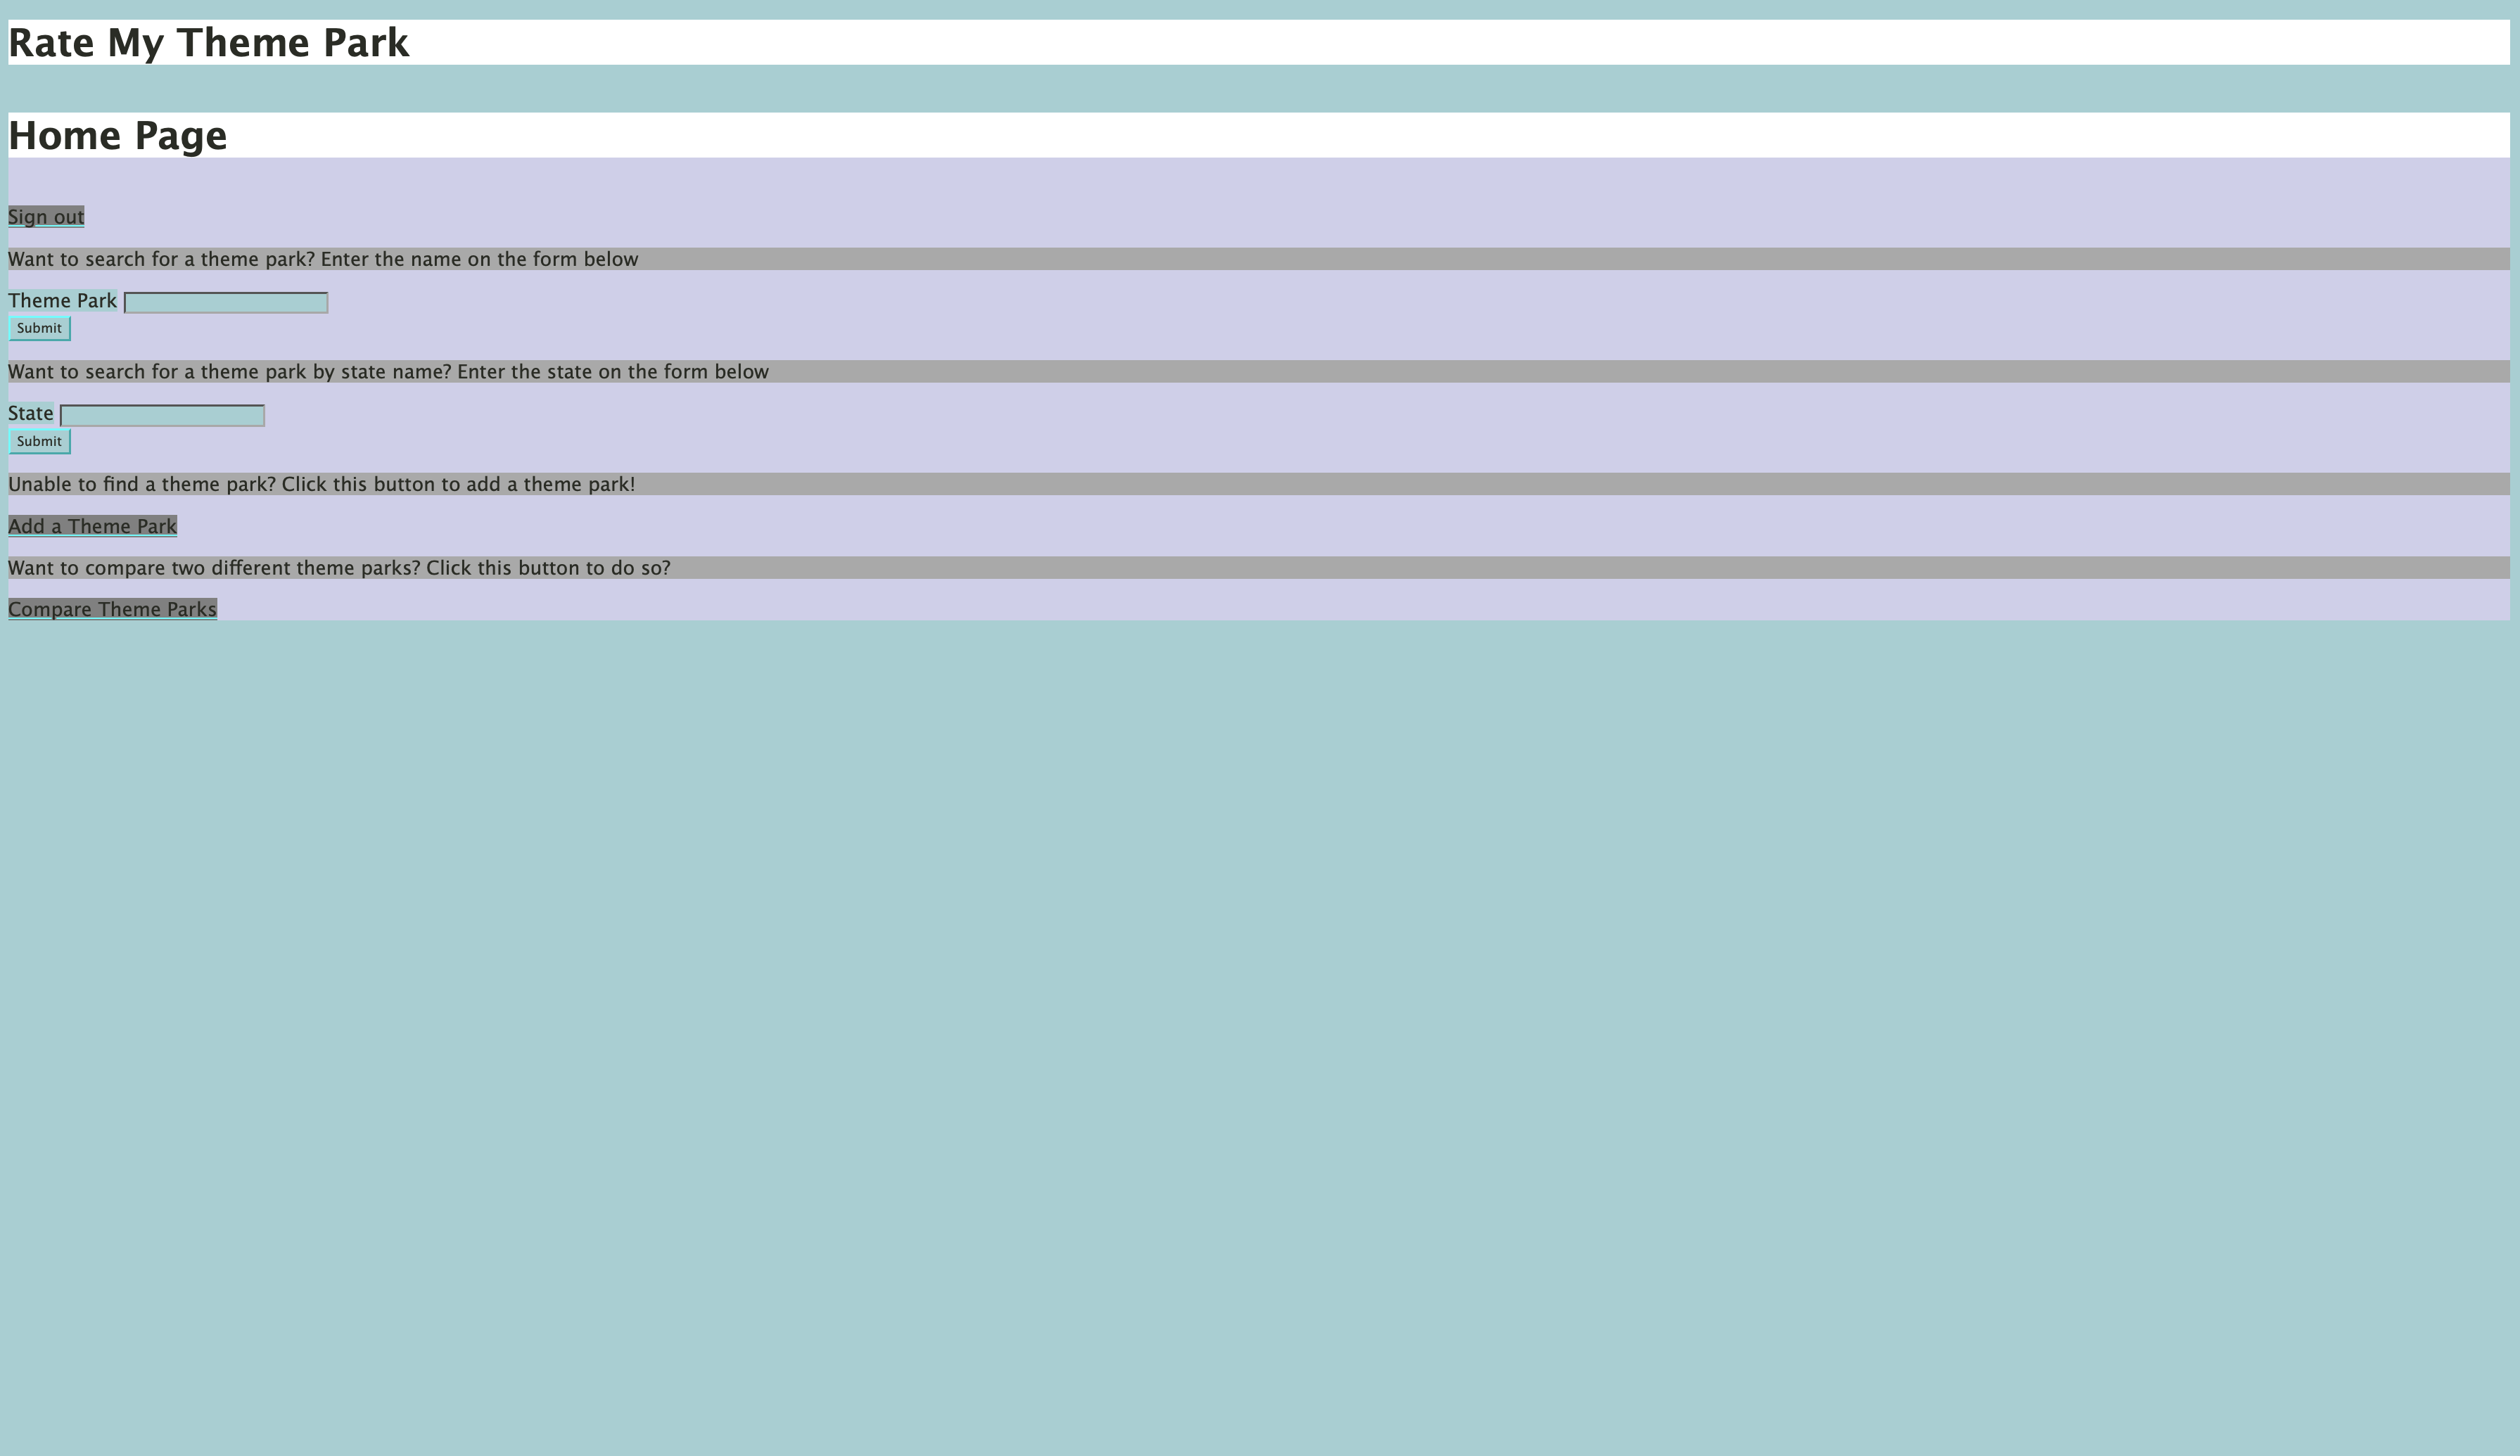 Rate My Theme Park
Home Page
Sign out
Want to search for a theme park? Enter the name on the form below
Theme Park
Submit
Want to search for a theme park by state name? Enter the state on the form below
State
Submit
Unable to find a theme park? Click this button to add a theme park!
Add a Theme Park
Want to compare two different theme parks? Click this button to do so?
Compare Theme Parks